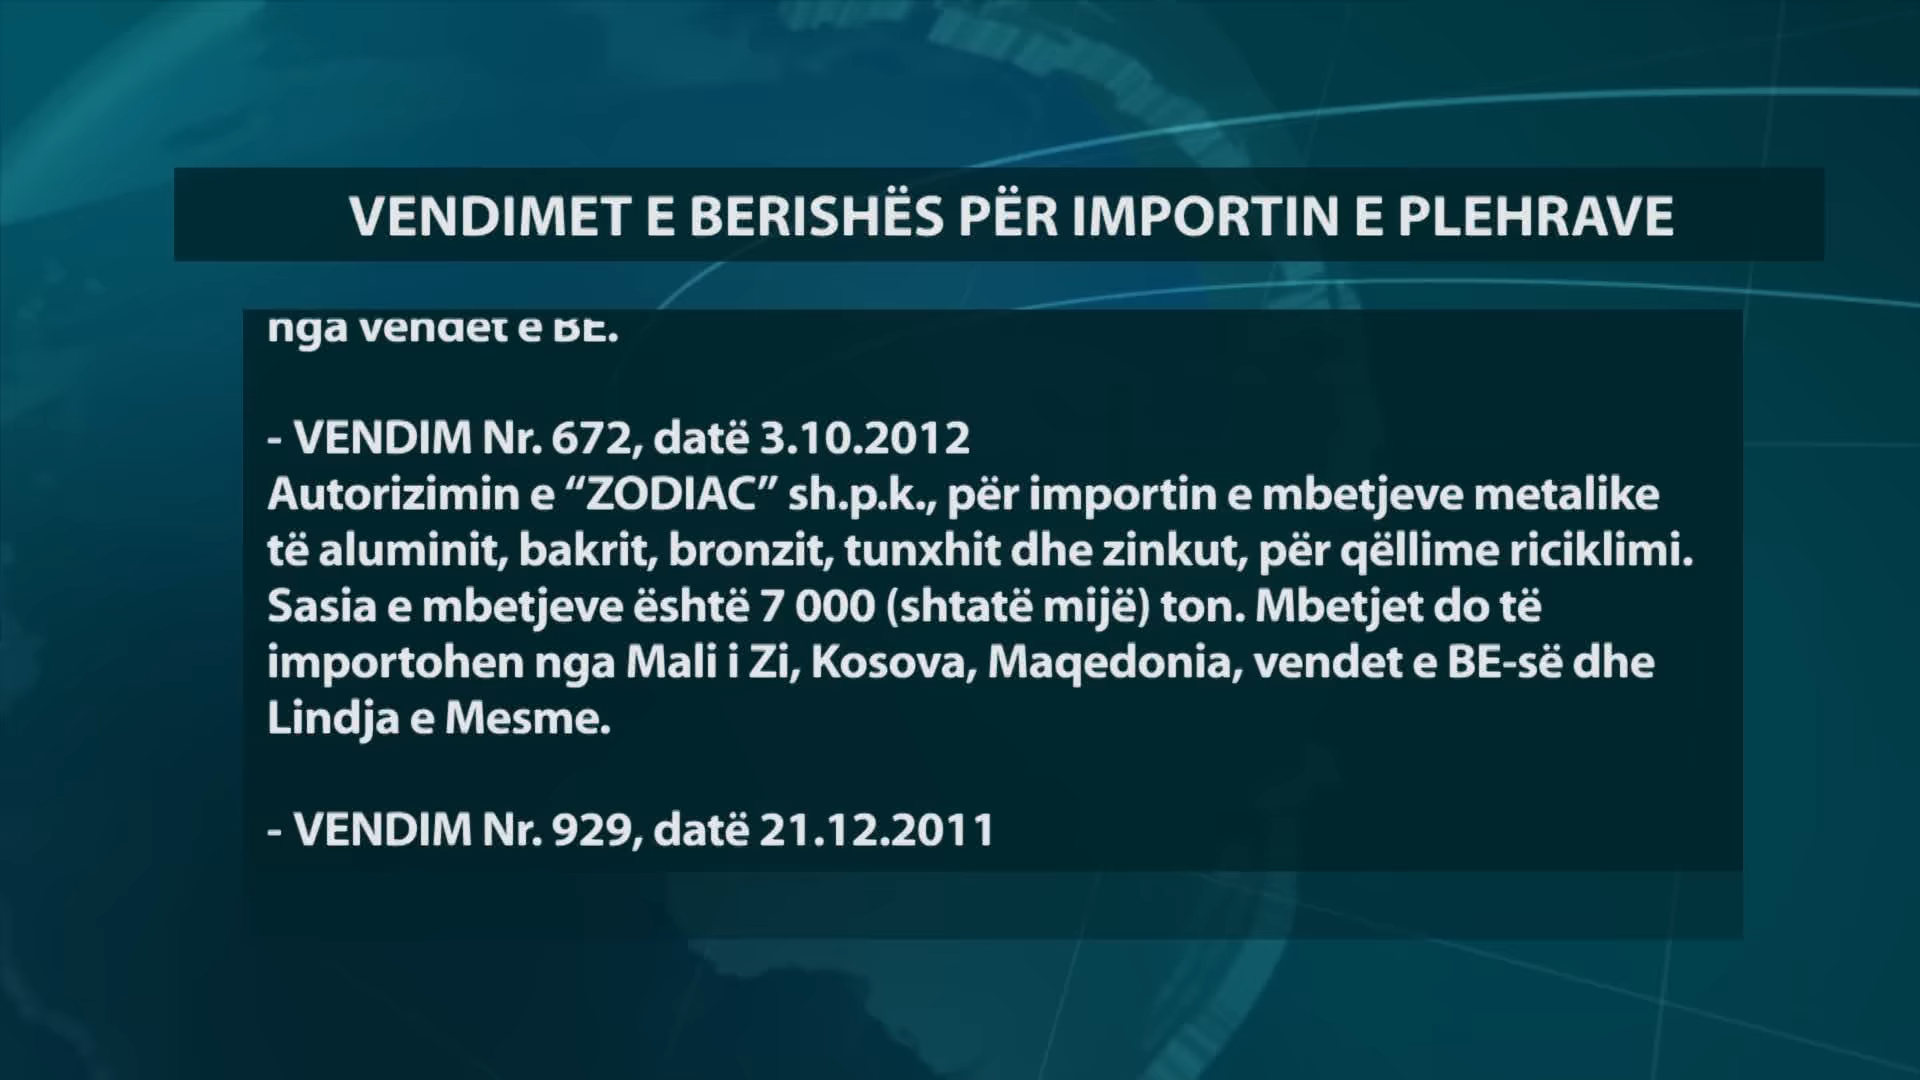 VENDIMET E BERISHËS PËR IMPORTIN E PLEHRAVE
nga vendet e BE.
- VENDIM Nr. 672, datë 3.10.2012
Autorizimin e “ZODIAC” sh.p.k., për importin e mbetjeve metalike
të aluminit, bakrit, bronzit, tunxhit dhe zinkut, për qëllime riciklimi.
Sasia e mbetjeve është 7 000 (shtatë mijë) ton. Mbetjet do të
importohen nga Mali i Zi, Kosova, Maqedonia, vendet e BE-së dhe
Lindja e Mesme.
- VENDIM Nr. 929, datë 21.12.2011